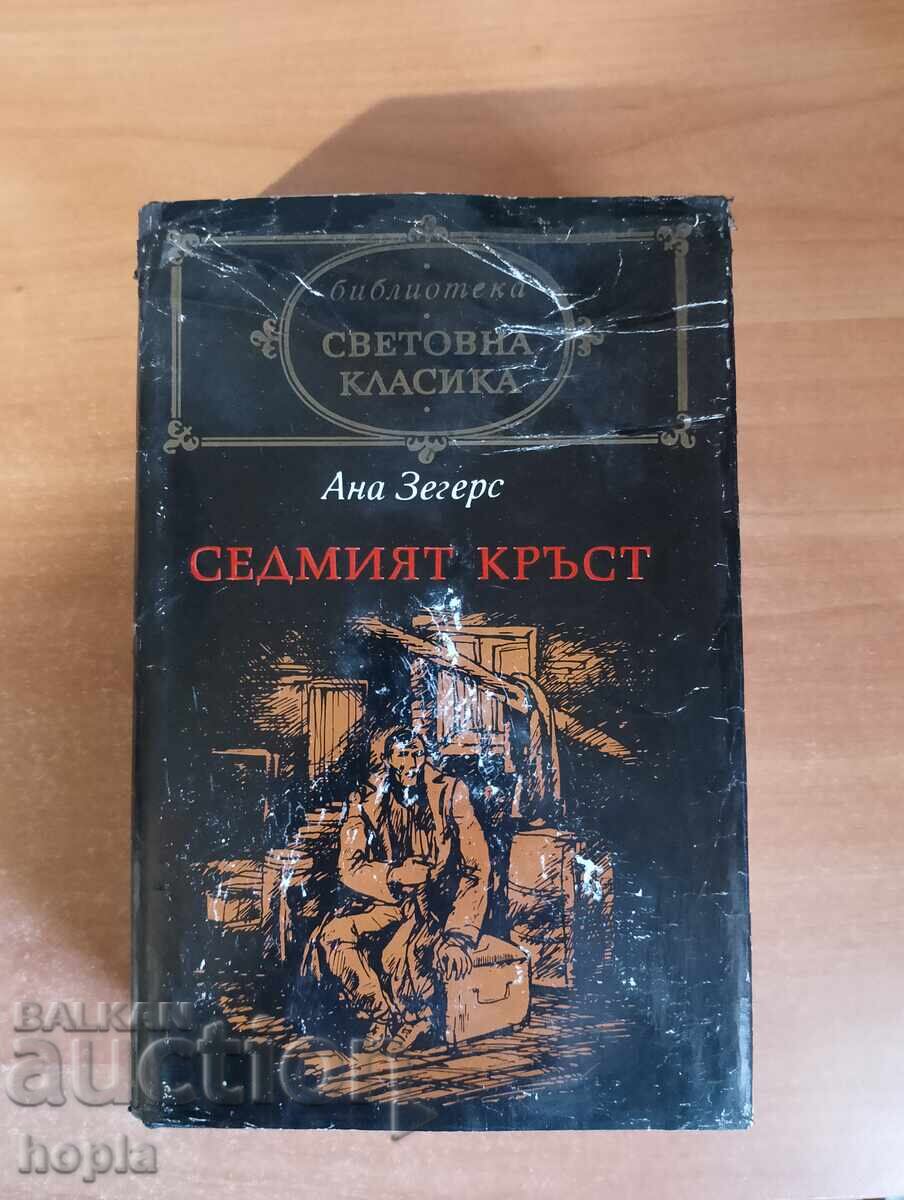 библиотека
СВЕТОВНА
КЛАСИКА
Ана Зегерс
СЕДМИЯТ КРЪСТ
BALKAN
auction
hopla